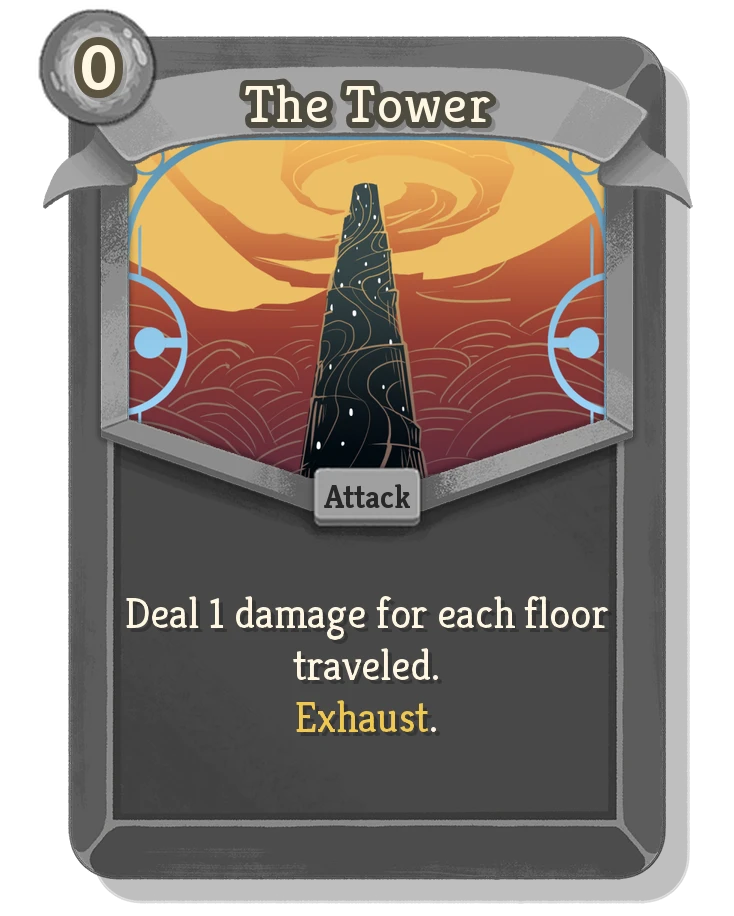 0
The Tower
Attack
Deal 1 damage for each floor
traveled.
Exhaust.